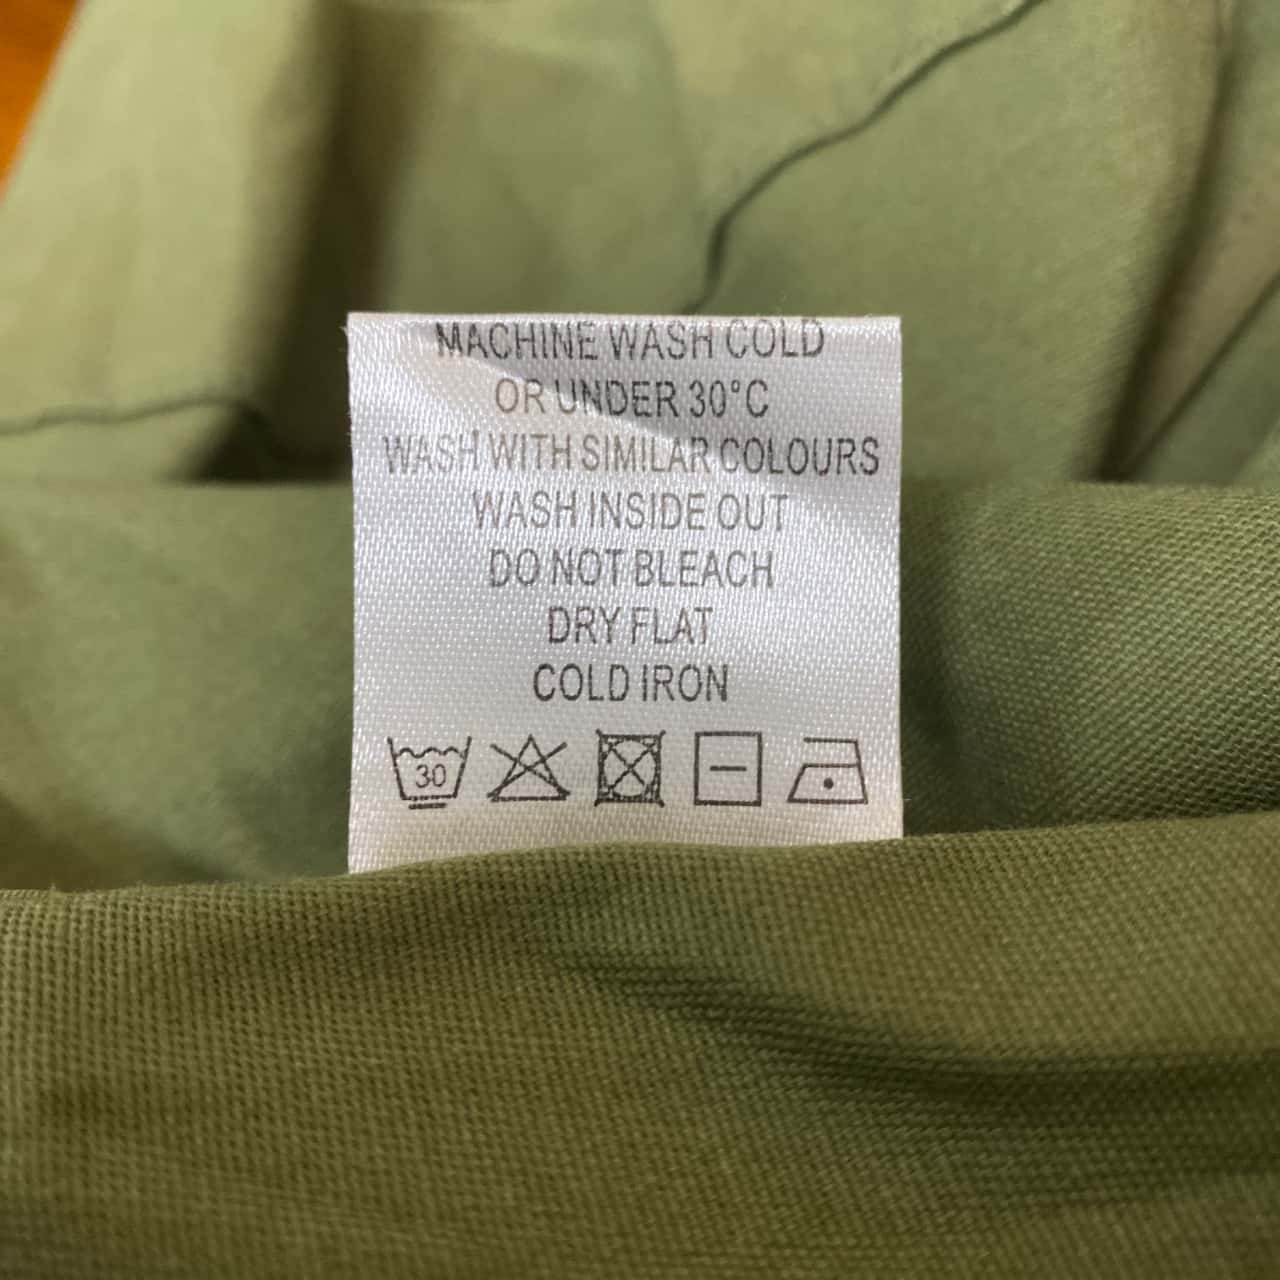 MACHINE WASH COLD
OR UNDER 30°C
WASH WITH SIMILAR COLOURS
WASH INSIDE OUT
DO NOT BLEACH
DRY FLAT
COLD IRON
30